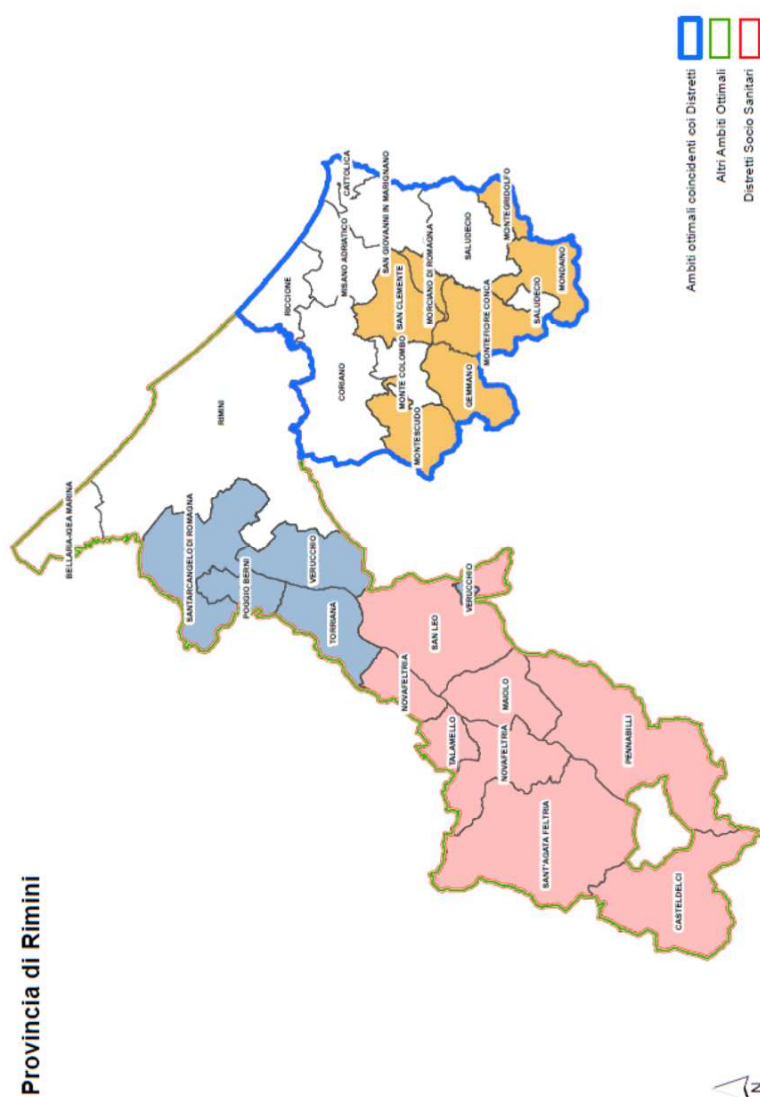 Provincia di Rimini
BELLARIA-IGEA MARINA
RIMINI
SANTARCANGELO DI ROMAGNA
POGGIO BERNI
VERUCCHIO
TORRIANA
RICCIONE
CATTOLICA
MISANO ADRIATICO
SAN GIOVANNI IN MARIGNANO
CORIANO
SAN CLEMENTE
MORCIANO DI ROMAGNA
SALUDECIO
MONTEGRIDOLFO
MONTE COLOMBO
MONTESCUDO
GEMMANO
MONTEFIORE CONCA
SALUDECIO
MONDAINO
SAN LEO
VERUCCHIO
NOVAFELTRIA
MAIOLO
TALAMELLO
NOVAFELTRIA
SANT'AGATA FELTRIA
PENNABILLI
CASTELDELCI
Ambiti ottimali coincidenti coi Distretti
Altri Ambiti Ottimali
Distretti Socio Sanitari
N